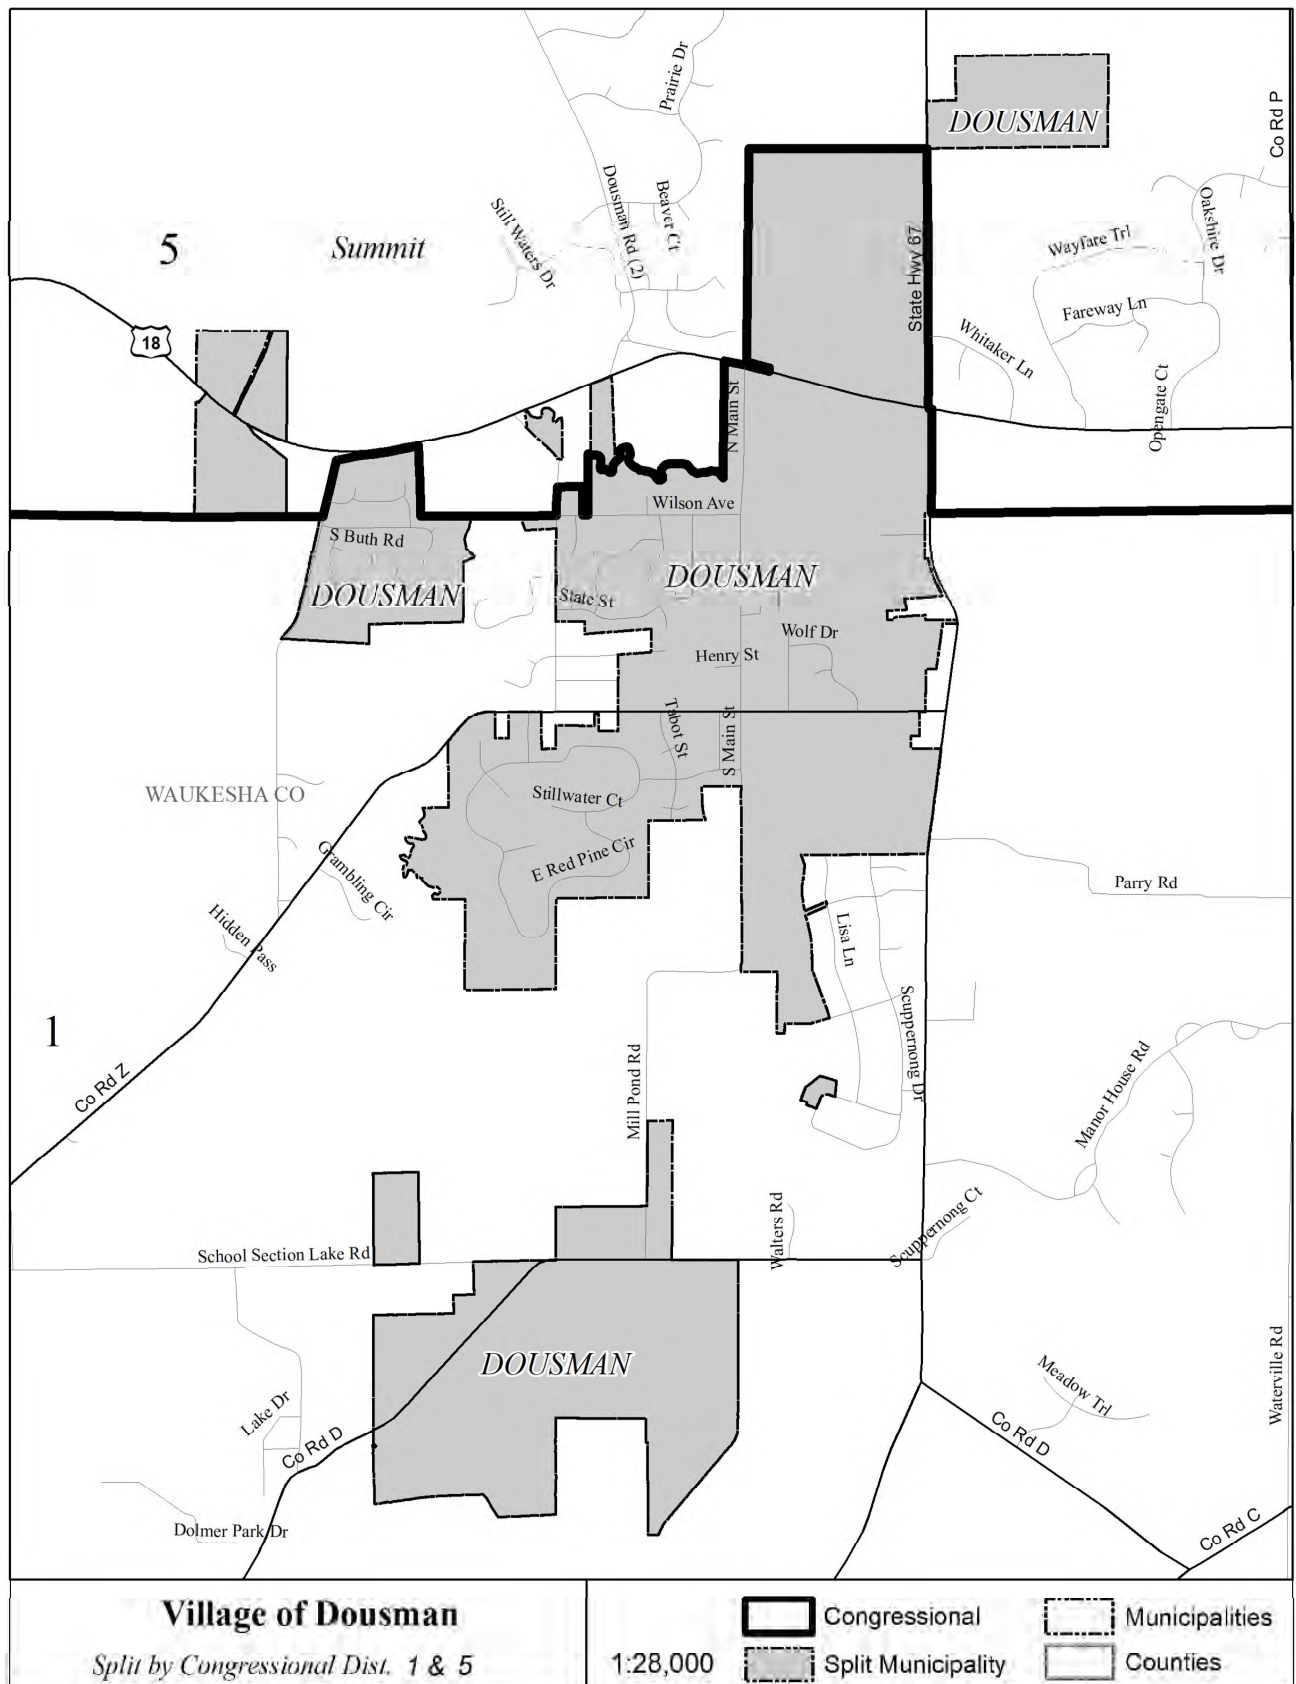 Prairie Dr
DOUSMAN
Co Rd P
Dousman Rd (2)
Beaver Ct
Still Waters Dr
Oakshire Dr
5
Summit
State Hwy 67
Wayfare Trl
Fareway Ln
18
Whitaker Ln
Opengate Ct
N Main St
Wilson Ave
S Buth Rd
DOUSMAN
DOUSMAN
State St
Wolf Dr
Henry St
Tabot St
S Main St
WAUKESHA CO
Stillwater Ct
Grambling Cir
E Red Pine Cir
Parry Rd
Hidden Pass
Lisa Ln
Scuppernong Dr
1
Co Rd Z
Mill Pond Rd
Manor House Rd
Walters Rd
Scuppernong Ct
School Section Lake Rd
DOUSMAN
Waterville Rd
Meadow Trl
Lake Dr
Co Rd D
Co Rd D
Dolmer Park Dr
Co Rd C
Village of Dousman
Split by Congressional Dist. 1 & 5
1:28,000
Congressional
Municipalities
Split Municipality
Counties